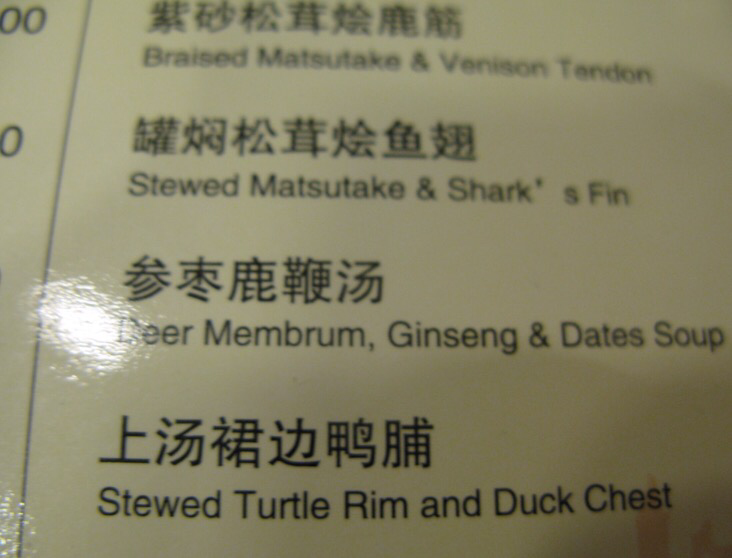 00
紫砂松茸烩鹿筋
Braised Matsutake & Venison Tendon
0
罐焖松茸烩鱼翅
Stewed Matsutake & Shark's Fin
参枣鹿鞭汤
Deer Membrum, Ginseng & Dates Soup
上汤裙边鸭脯
Stewed Turtle Rim and Duck Chest